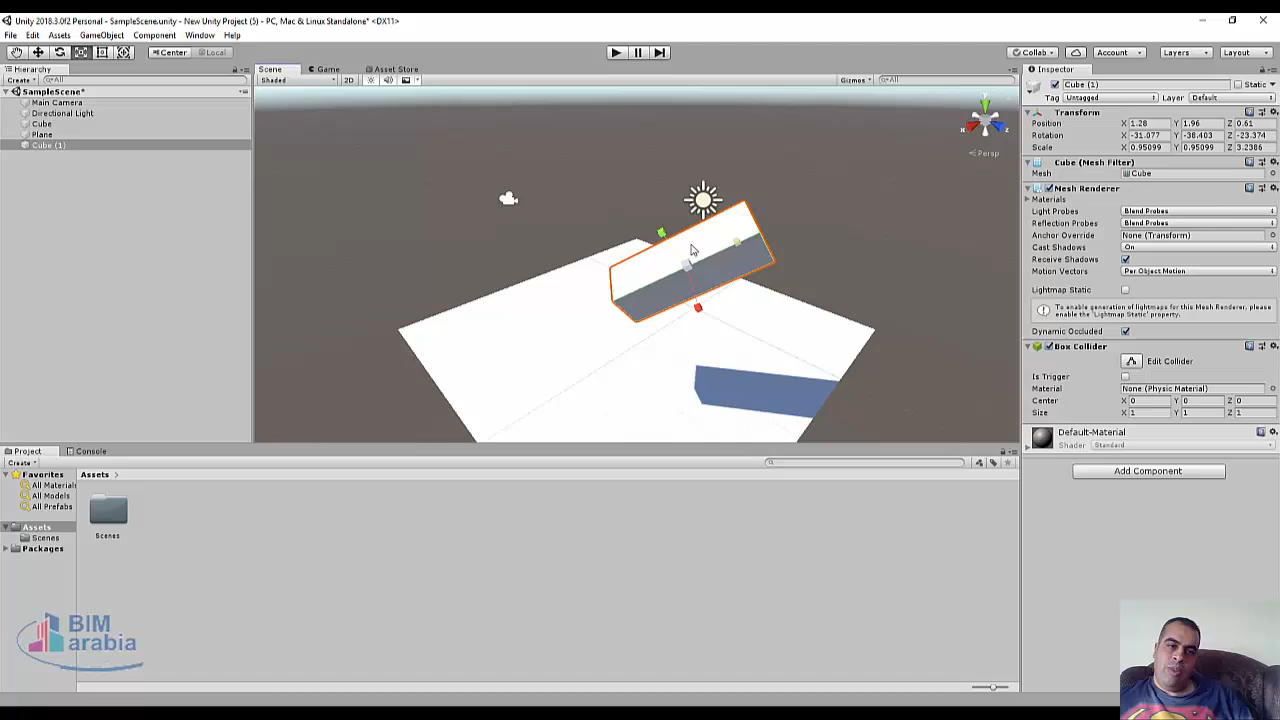 Unity 2018.3.0f2 Personal - SampleScene.unity - New Unity Project (5) - PC, Mac & Linux Standalone* <DX11>
File Edit Assets GameObject Component Window Help
Center Local Collab Account Layers Layout
Hierarchy
Create All
SampleScene*
Main Camera
Directional Light
Cube
Plane
Cube (1)
Scene Game Asset Store
Shaded 2D Gizmos All
Y
X Z
Persp
Inspector
Cube (1) Static
Tag Untagged Layer Default
Transform
Position X 1.28 Y 1.96 Z 0.61
Rotation X -31.077 Y -38.403 Z -23.374
Scale X 0.95099 Y 0.95099 Z 3.2386
Cube (Mesh Filter)
Mesh Cube
Mesh Renderer
Materials
Light Probes Blend Probes
Reflection Probes Blend Probes
Anchor Override None (Transform)
Cast Shadows On
Receive Shadows
Motion Vectors Per Object Motion
Lightmap Static
To enable generation of lightmaps for this Mesh Renderer, please enable the 'Lightmap Static' property.
Dynamic Occluded
Box Collider
Edit Collider
Is Trigger
Material None (Physic Material)
Center X 0 Y 0 Z 0
Size X 1 Y 1 Z 1
Default-Material
Shader Standard
Add Component
Project Console
Create
Favorites
All Materials
All Models
All Prefabs
Assets
Scenes
Packages
Assets
Scenes
BIM
arabia